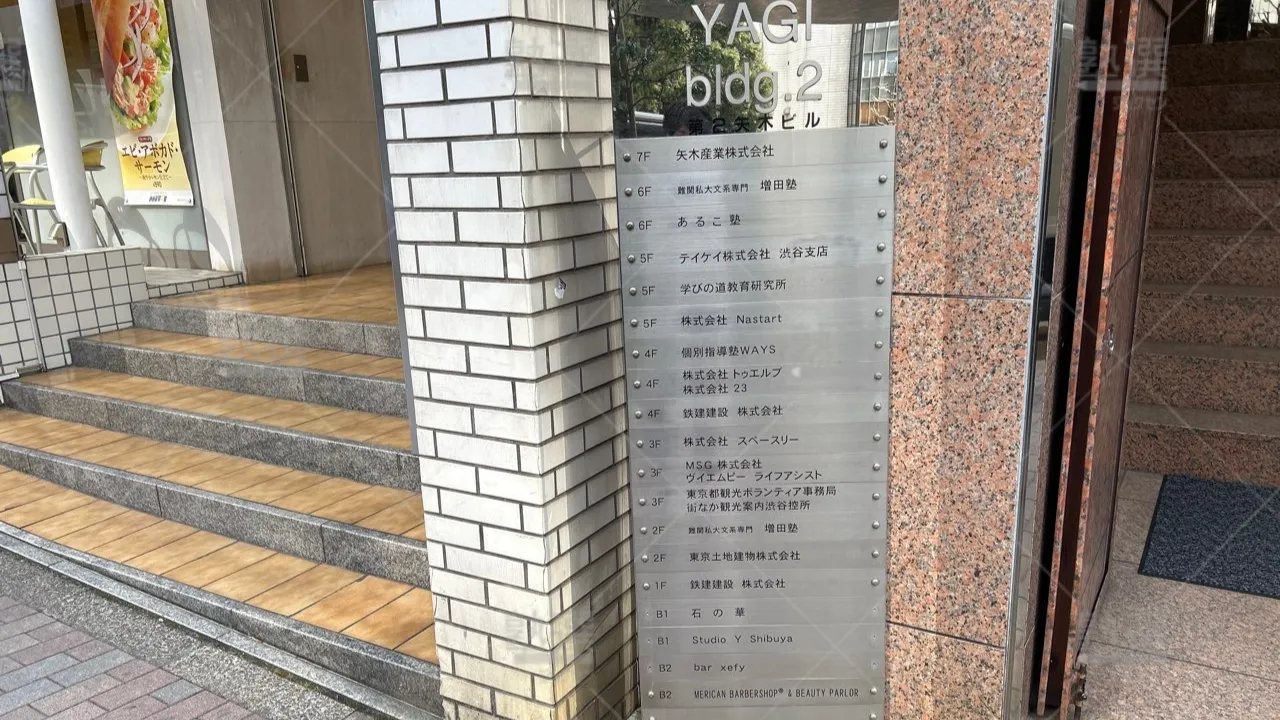 YAGI
bldg.2
第2矢木ビル
7F 矢木産業株式会社
6F 難関私大文系専門 増田塾
6F あるこ塾
5F テイケイ株式会社 渋谷支店
5F 学びの道教育研究所
5F 株式会社 Nastart
4F 個別指導塾WAYS
4F 株式会社トゥエルブ
株式会社 23
4F 鉄建建設 株式会社
3F 株式会社 スペースリー
3F MSG 株式会社
ヴイエムピー ライフアシスト
3F 東京都観光ボランティア事務局
街なか観光案内渋谷控所
2F 難関私大文系専門 増田塾
2F 東京土地建物株式会社
1F 鉄建建設 株式会社
B1 石の華
B1 Studio Y Shibuya
B2 bar xefy
B2 MERICAN BARBERSHOP® & BEAUTY PARLOR
エビ・アボカド・
サーモン